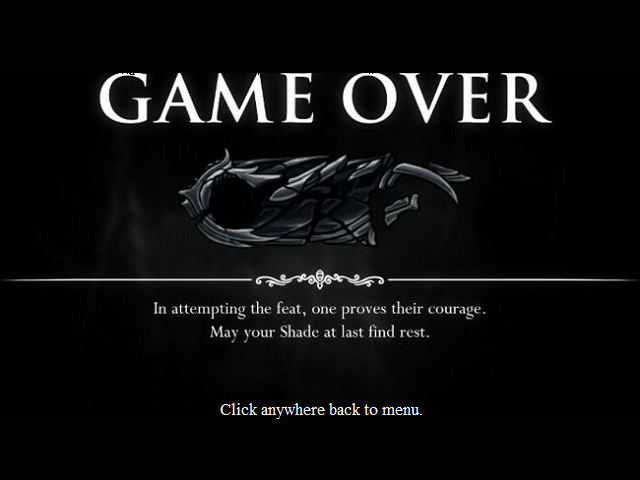 GAME OVER
In attempting the feat, one proves their courage.
May your Shade at last find rest.
Click anywhere back to menu.